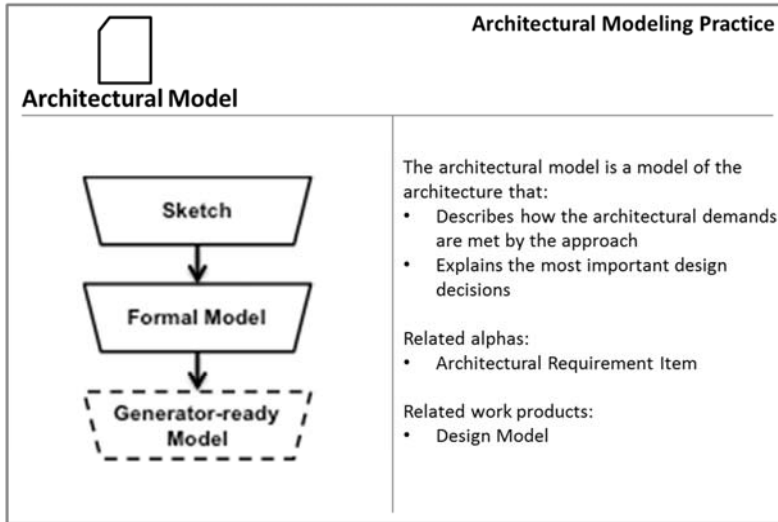 Architectural Modeling Practice
Architectural Model
Sketch
Formal Model
Generator-ready
Model
The architectural model is a model of the
architecture that:
• Describes how the architectural demands
are met by the approach
• Explains the most important design
decisions
Related alphas:
• Architectural Requirement Item
Related work products:
• Design Model